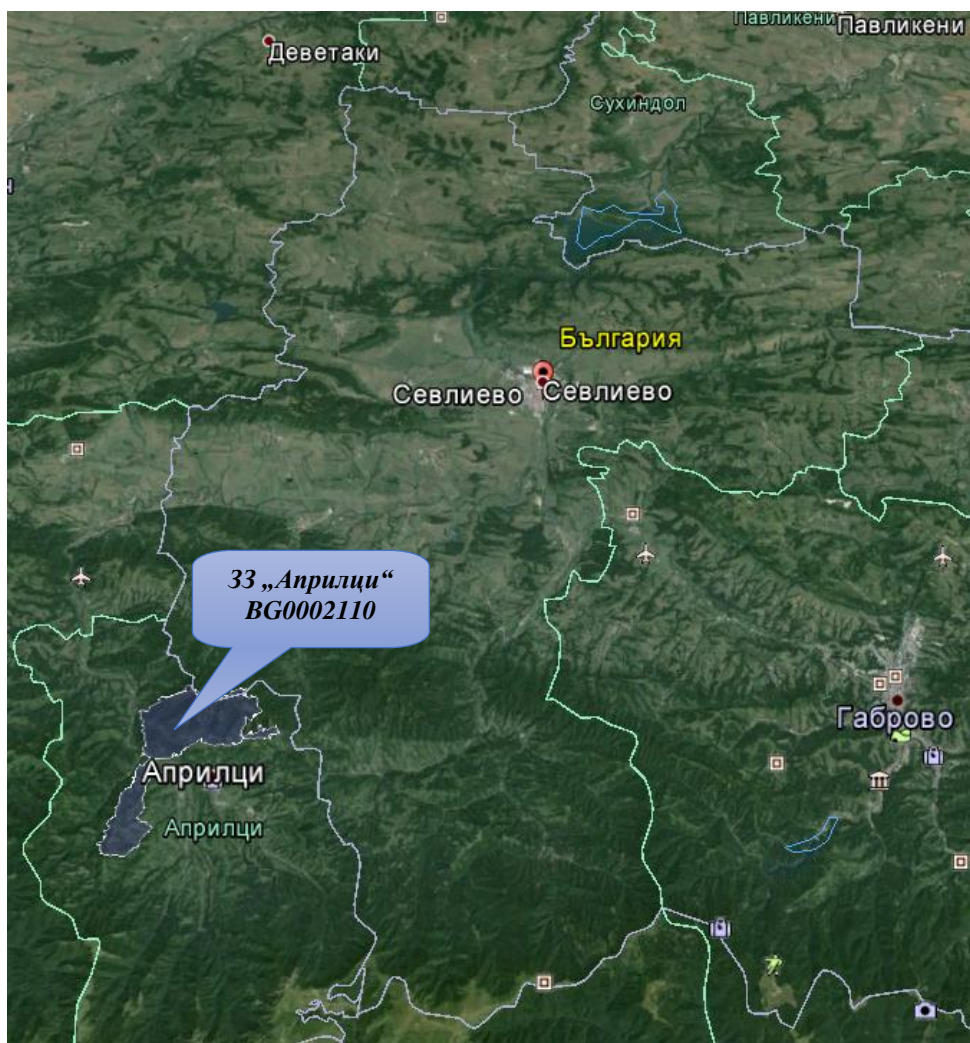 Павликени
Павликени
Деветаки
Сухиндол
България
Севлиево
Севлиево
ЗЗ „Априлци“
BG0002110
Габрово
Априлци
Априлци